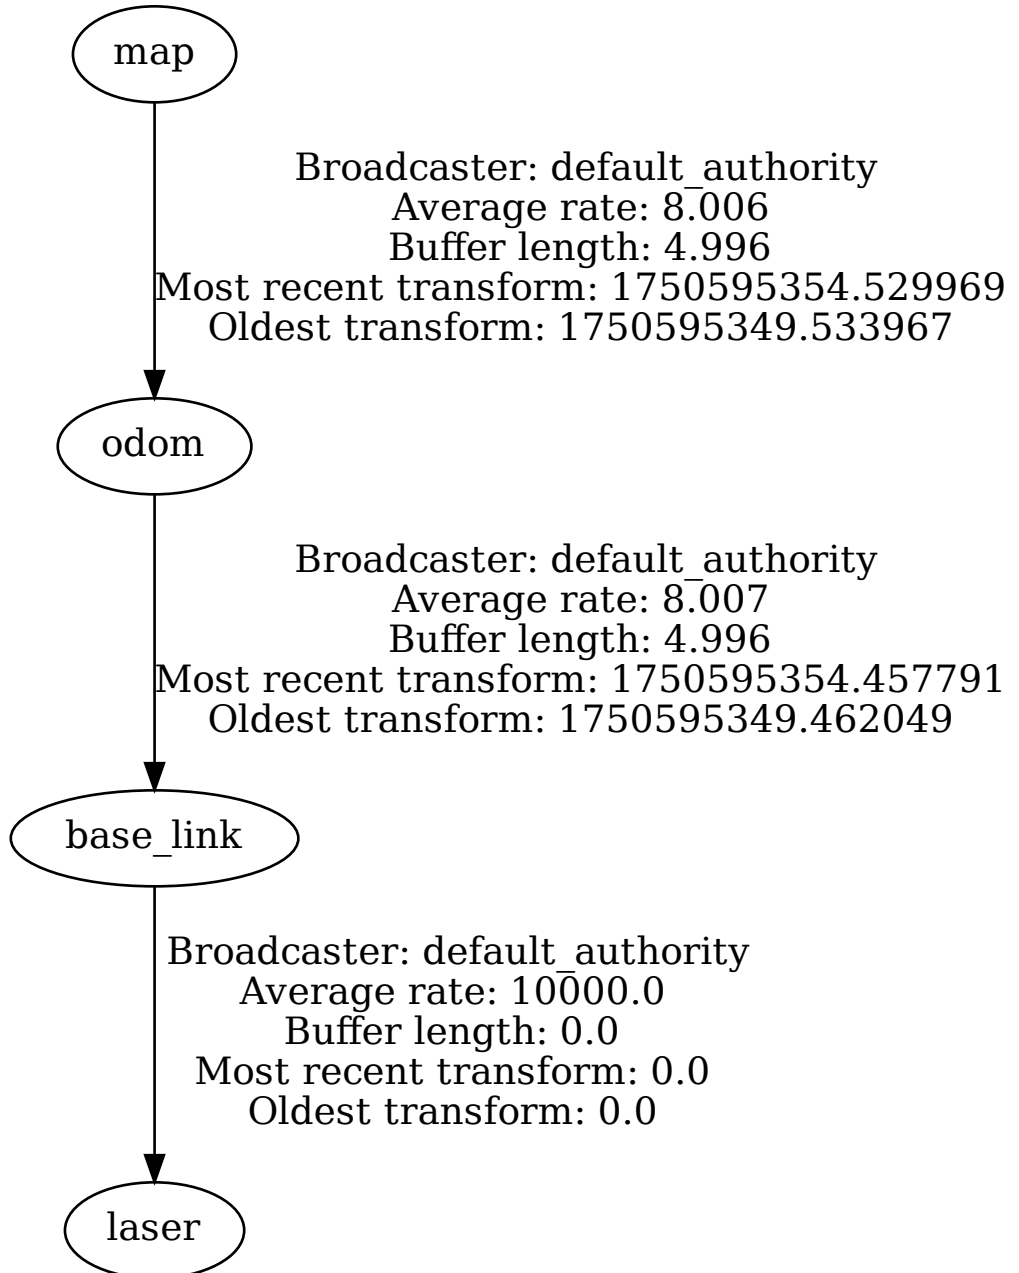 map
Broadcaster: default_authority
Average rate: 8.006
Buffer length: 4.996
Most recent transform: 1750595354.529969
Oldest transform: 1750595349.533967
odom
Broadcaster: default_authority
Average rate: 8.007
Buffer length: 4.996
Most recent transform: 1750595354.457791
Oldest transform: 1750595349.462049
base_link
Broadcaster: default_authority
Average rate: 10000.0
Buffer length: 0.0
Most recent transform: 0.0
Oldest transform: 0.0
laser